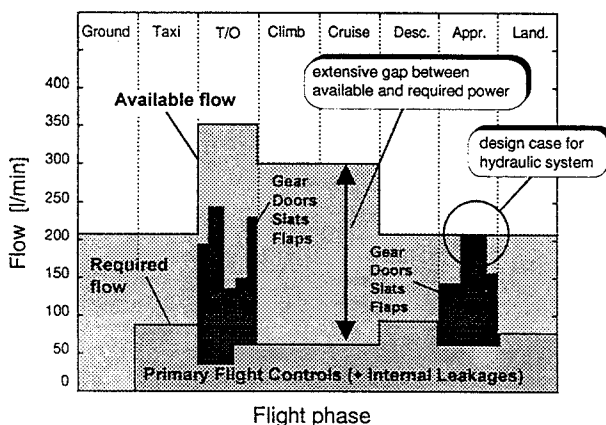 Ground Taxi T/O Climb Cruise Desc. Appr. Land.
400
350
300
250
200
150
100
50
0
Flow [l/min]
Available flow
extensive gap between
available and required power
design case for
hydraulic system
Gear
Doors
Slats
Flaps
Required
flow
Gear
Doors
Slats
Flaps
Primary Flight Controls (+ Internal Leakages)
Flight phase